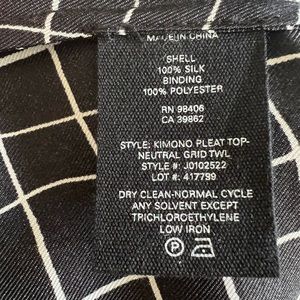 MADE IN CHINA
SHELL
100% SILK
BINDING
100% POLYESTER
RN 98406
CA 39862
STYLE: KIMONO PLEAT TOP-
NEUTRAL GRID TWL
STYLE #: J0102522
LOT #: 417799
DRY CLEAN-NORMAL CYCLE
ANY SOLVENT EXCEPT
TRICHLOROETHYLENE
LOW IRON
P